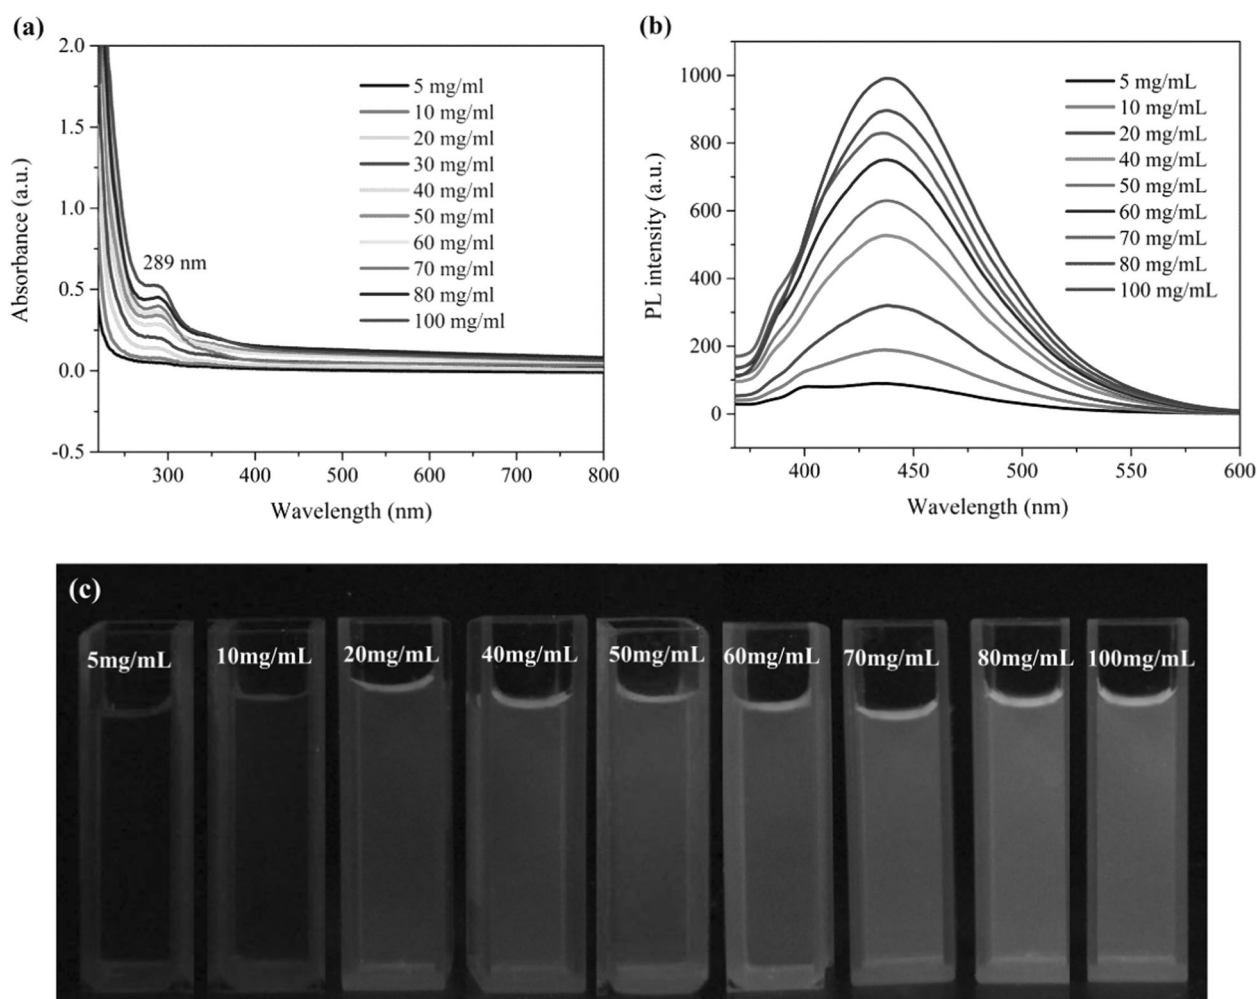 (a)
2.0
1.5
1.0
0.5
0.0
-0.5
Absorbance (a.u.)
289 nm
5 mg/ml
10 mg/ml
20 mg/ml
30 mg/ml
40 mg/ml
50 mg/ml
60 mg/ml
70 mg/ml
80 mg/ml
100 mg/ml
300 400 500 600 700 800
Wavelength (nm)
(b)
1000
800
600
400
200
0
PL intensity (a.u.)
5 mg/mL
10 mg/mL
20 mg/mL
40 mg/mL
50 mg/mL
60 mg/mL
70 mg/mL
80 mg/mL
100 mg/mL
400 450 500 550 600
Wavelength (nm)
(c)
5mg/mL 10mg/mL 20mg/mL 40mg/mL 50mg/mL 60mg/mL 70mg/mL 80mg/mL 100mg/mL